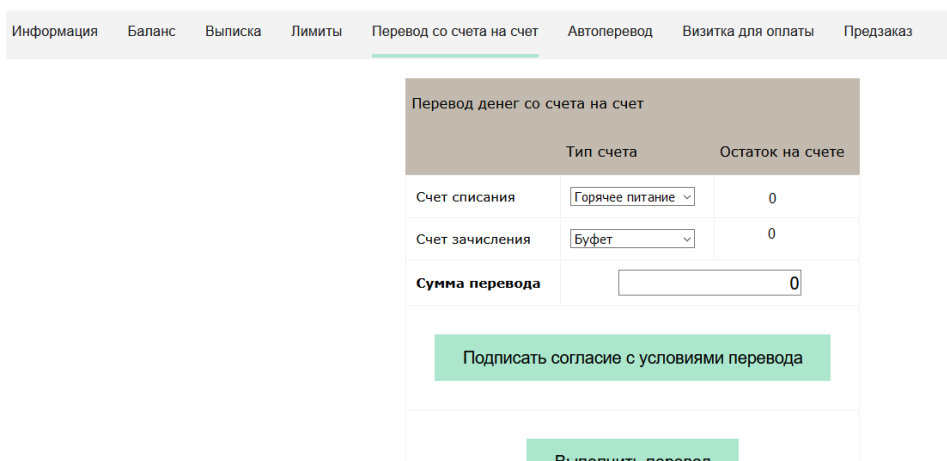 Информация Баланс Выписка Лимиты Перевод со счета на счет Автоперевод Визитка для оплаты Предзаказ
Перевод денег со счета на счет
Тип счета Остаток на счете
Счет списания Горячее питание 0
Счет зачисления Буфет 0
Сумма перевода 0
Подписать согласие с условиями перевода
Выполнить перевод